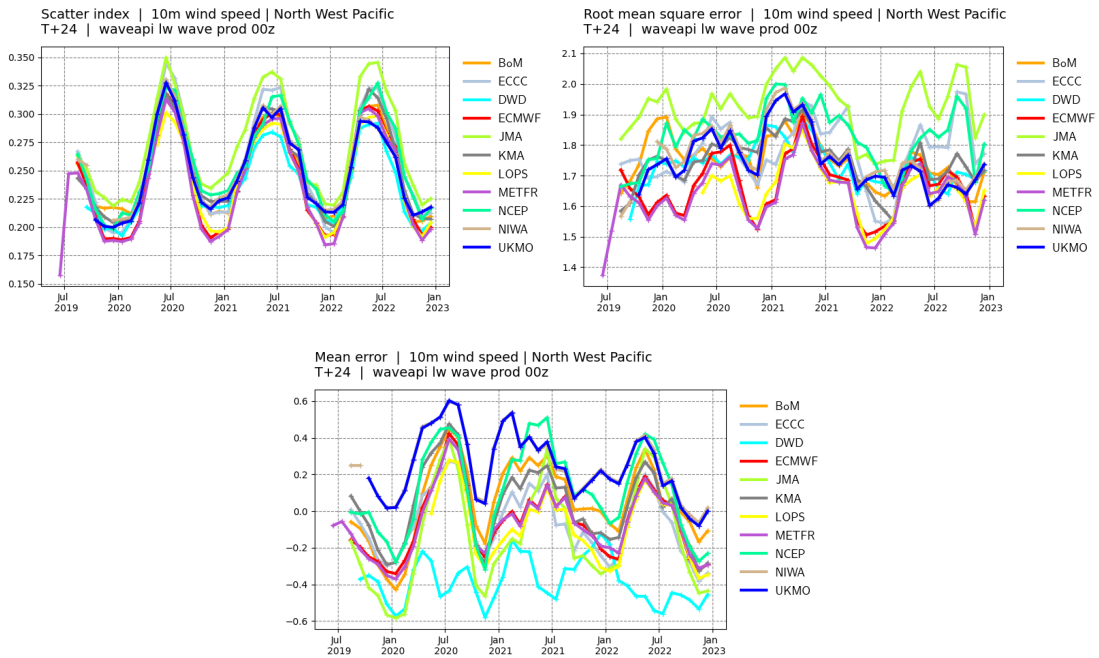 Scatter index | 10m wind speed | North West Pacific
T+24 | waveapi lw wave prod 00z
0.350
0.325
0.300
0.275
0.250
0.225
0.200
0.175
0.150
Jul
2019
Jan
2020
Jul
2020
Jan
2021
Jul
2021
Jan
2022
Jul
2022
Jan
2023
BoM
ECCC
DWD
ECMWF
JMA
KMA
LOPS
METFR
NCEP
NIWA
UKMO
Root mean square error | 10m wind speed | North West Pacific
T+24 | waveapi lw wave prod 00z
2.1
2.0
1.9
1.8
1.7
1.6
1.5
1.4
Jul
2019
Jan
2020
Jul
2020
Jan
2021
Jul
2021
Jan
2022
Jul
2022
Jan
2023
BoM
ECCC
DWD
ECMWF
JMA
KMA
LOPS
METFR
NCEP
NIWA
UKMO
Mean error | 10m wind speed | North West Pacific
T+24 | waveapi lw wave prod 00z
0.6
0.4
0.2
0.0
−0.2
−0.4
−0.6
Jul
2019
Jan
2020
Jul
2020
Jan
2021
Jul
2021
Jan
2022
Jul
2022
Jan
2023
BoM
ECCC
DWD
ECMWF
JMA
KMA
LOPS
METFR
NCEP
NIWA
UKMO